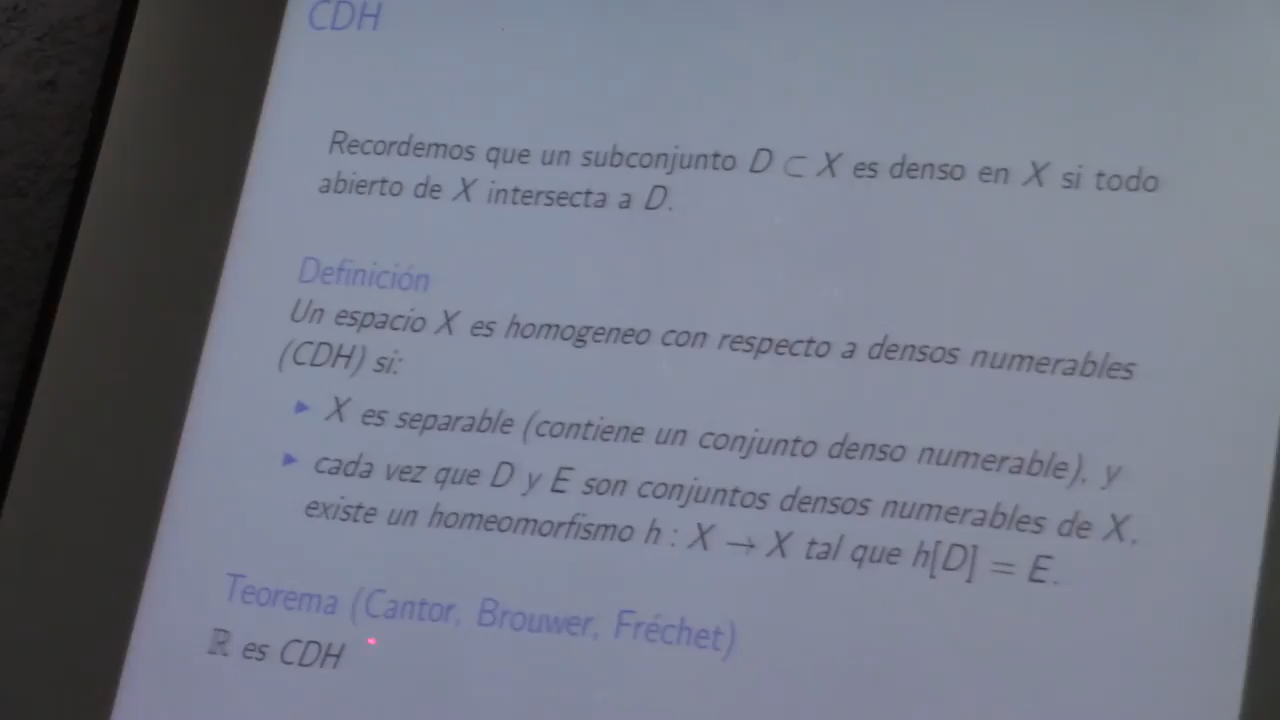 CDH
Recordemos que un subconjunto D ⊂ X es denso en X si todo
abierto de X intersecta a D.
Definición
Un espacio X es homogeneo con respecto a densos numerables
(CDH) si:
▶ X es separable (contiene un conjunto denso numerable), y
▶ cada vez que D y E son conjuntos densos numerables de X,
existe un homeomorfismo h : X → X tal que h[D] = E.
Teorema (Cantor, Brouwer, Fréchet)
ℝ es CDH